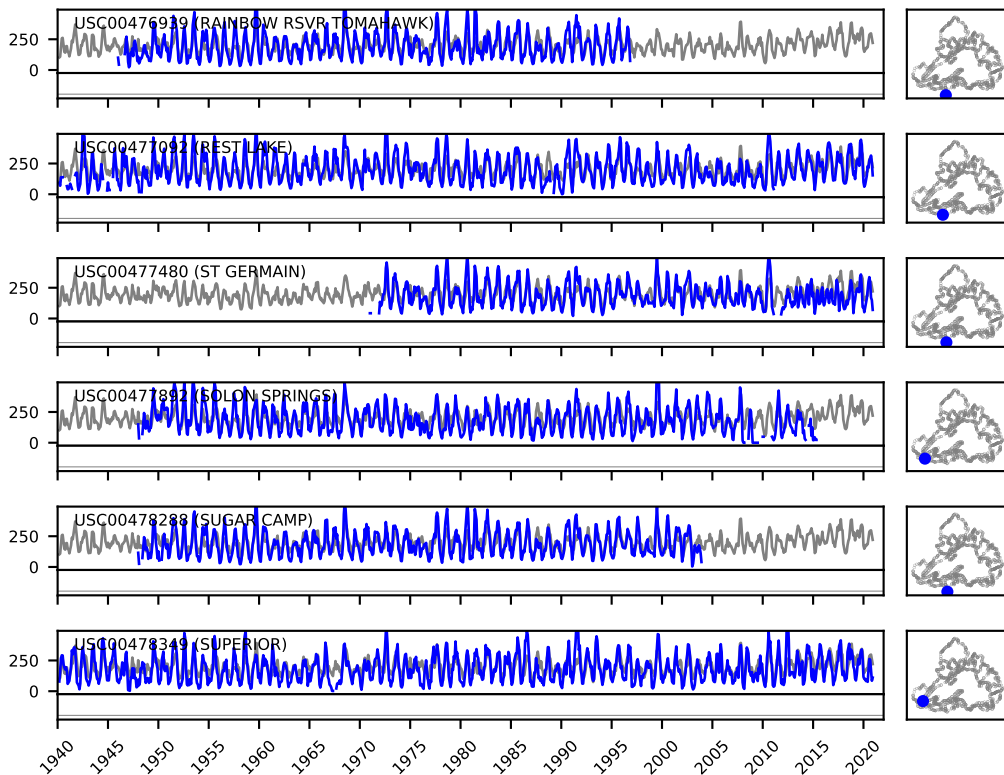 USC00476939 (RAINBOW RSVR TOMAHAWK)
250
0
USC00477092 (REST LAKE)
250
0
USC00477480 (ST GERMAIN)
250
0
USC00477892 (SOLON SPRINGS)
250
0
USC00478288 (SUGAR CAMP)
250
0
USC00478349 (SUPERIOR)
250
0
1940 1945 1950 1955 1960 1965 1970 1975 1980 1985 1990 1995 2000 2005 2010 2015 2020